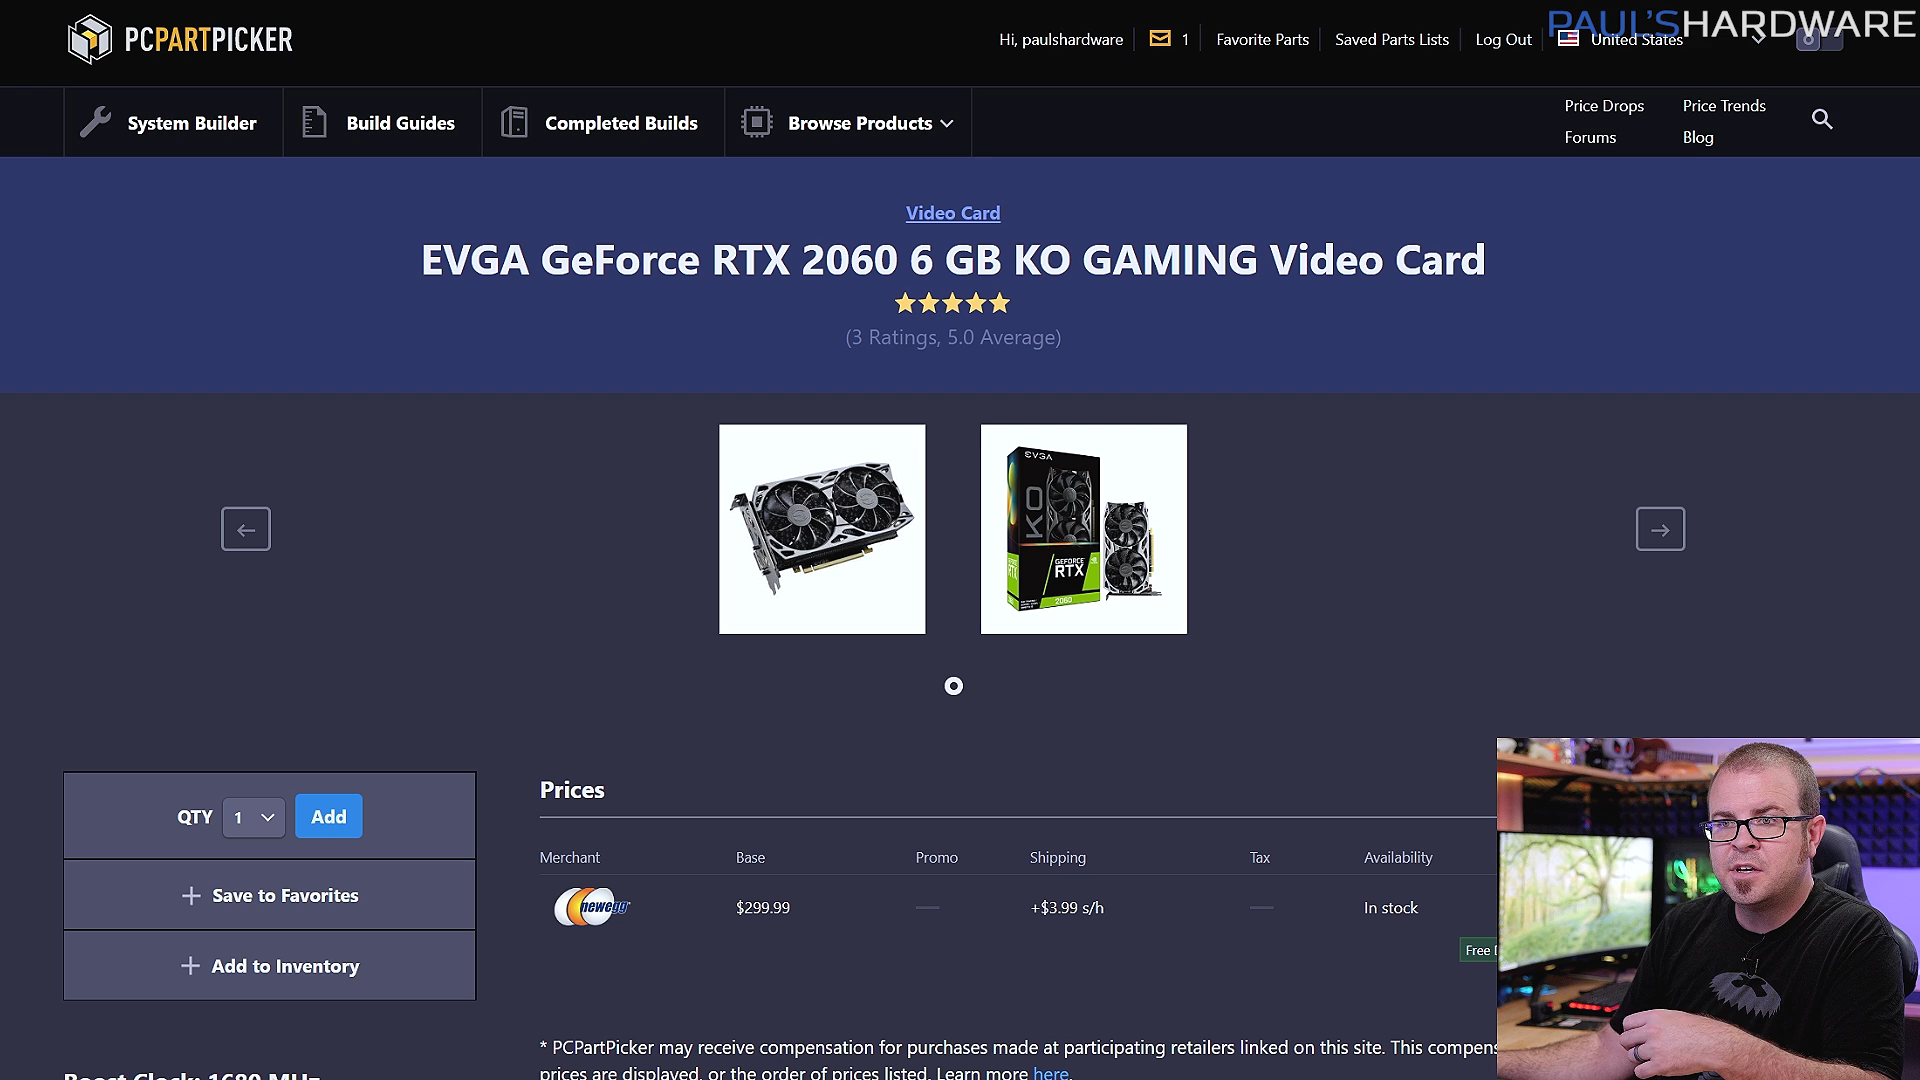 PAUL'SHARDWARE
PCPARTPICKER
Hi, paulshardware
1
Favorite Parts
Saved Parts Lists
Log Out
United States
System Builder
Build Guides
Completed Builds
Browse Products
Price Drops
Price Trends
Forums
Blog
Video Card
EVGA GeForce RTX 2060 6 GB KO GAMING Video Card
(3 Ratings, 5.0 Average)
EVGA
KO
GEFORCE
RTX
2060
QTY 1 Add
Save to Favorites
Add to Inventory
Prices
Merchant Base Promo Shipping Tax Availability
newegg $299.99 — +$3.99 s/h — In stock
Free
* PCPartPicker may receive compensation for purchases made at participating retailers linked on this site. This compens
prices are displayed, or the order of prices listed. Learn more here.
Boost Clock: 1680 MHz